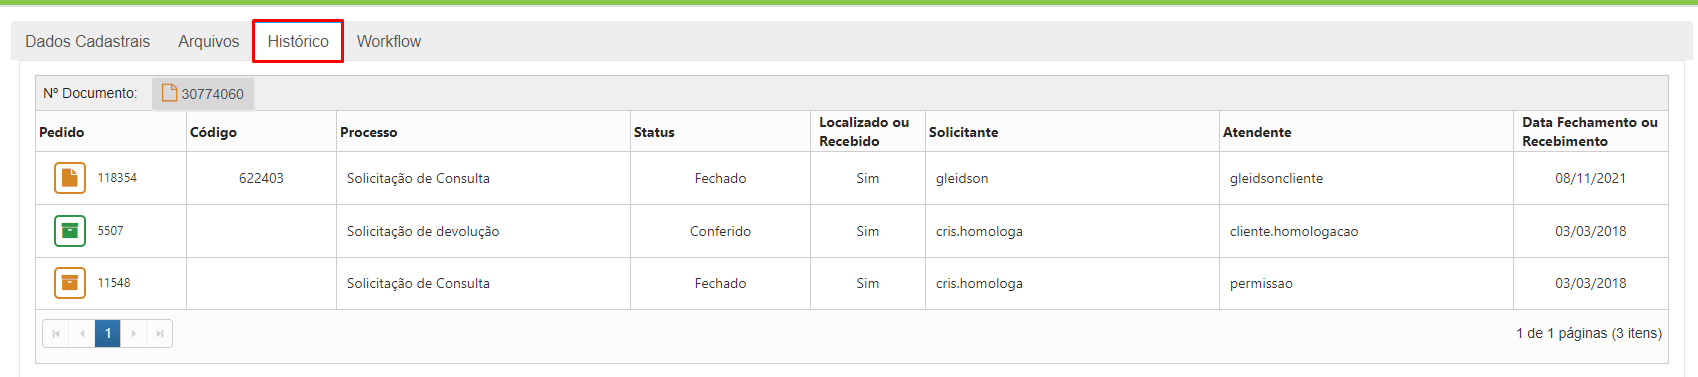 Dados Cadastrais Arquivos Histórico Workflow
Nº Documento: 30774060
Pedido Código Processo Status Localizado ou Recebido Solicitante Atendente Data Fechamento ou Recebimento
118354 622403 Solicitação de Consulta Fechado Sim gleidson gleidsoncliente 08/11/2021
5507 Solicitação de devolução Conferido Sim cris.homologa cliente.homologacao 03/03/2018
11548 Solicitação de Consulta Fechado Sim cris.homologa permissao 03/03/2018
1 1 de 1 páginas (3 itens)